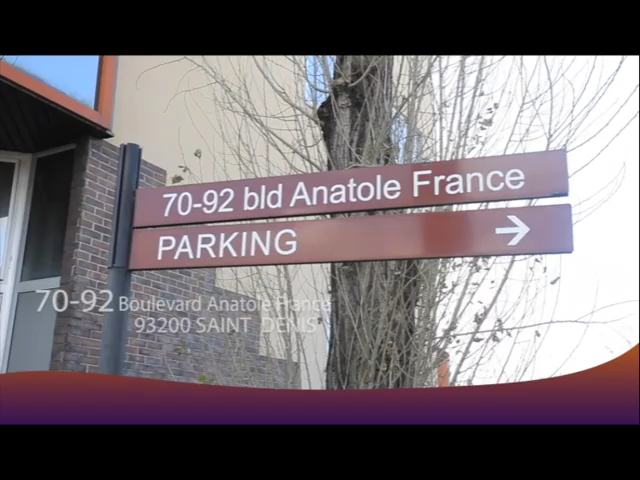 70-92 bld Anatole France
PARKING
70-92 Boulevard Anatole France
93200 SAINT DENIS